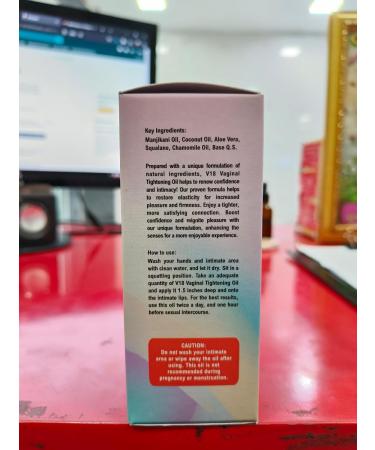 Key Ingredients:
Manjikani Oil, Coconut Oil, Aloe Vera,
Squalane, Chamomile Oil, Base Q.S.
Prepared with a unique formulation of
natural ingredients, V18 Vaginal
Tightening Oil helps to renew confidence
and intimacy! Our proven formula helps
to restore elasticity for increased
pleasure and firmness. Enjoy a tighter,
more satisfying connection. Boost
confidence and reignite pleasure with
our unique formulation, enhancing the
senses for a more enjoyable experience.
How to use:
Wash your hands and intimate area
with clean water, and let it dry. Sit in a
squatting position. Take an adequate
quantity of V18 Vaginal Tightening Oil
and apply it 1.5 inches deep and onto
the intimate lips. For the best results,
use this oil twice a day, and one hour
before sexual intercourse.
CAUTION:
Do not wash your intimate
area or wipe away the oil after
using. This oil is not
recommended during
pregnancy or menstruation.